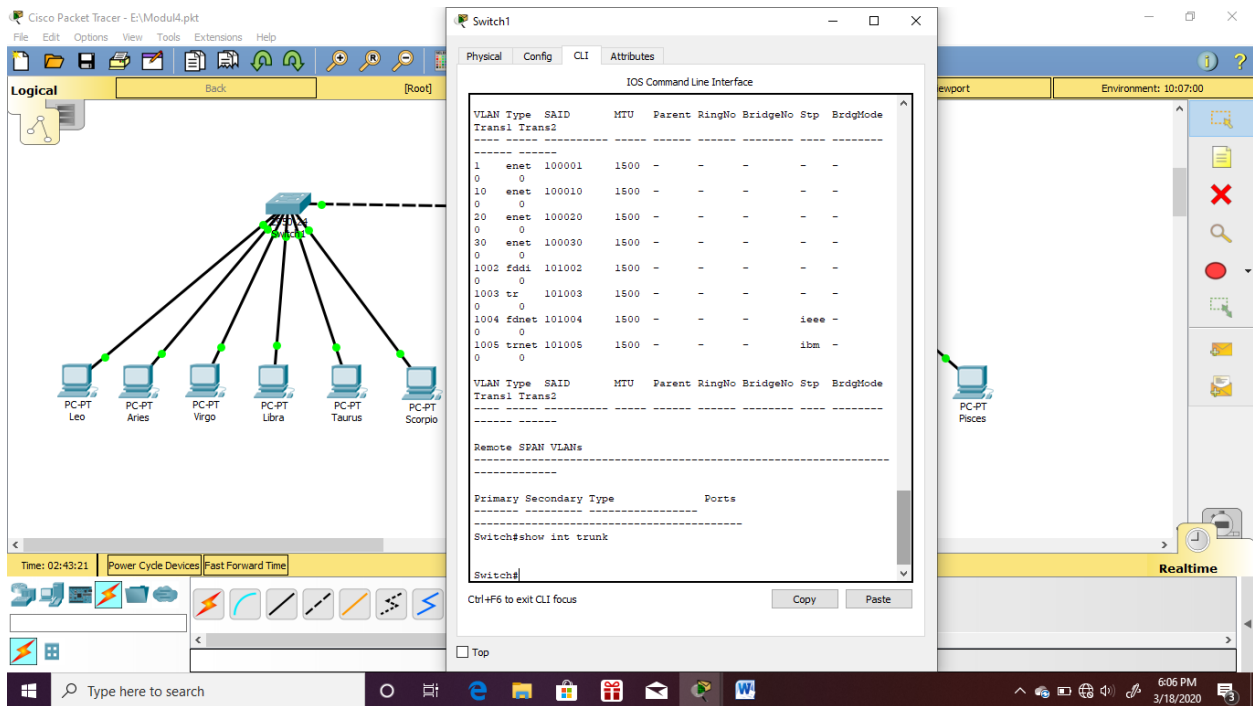 Cisco Packet Tracer - E:\Modul4.pkt
File Edit Options View Tools Extensions Help
Logical
Back
[Root]
ewport
Environment: 10:07:00
Switch1
PC-PT
Leo
PC-PT
Aries
PC-PT
Virgo
PC-PT
Libra
PC-PT
Taurus
PC-PT
Scorpio
PC-PT
Pisces
Switch1
Physical Config CLI Attributes
IOS Command Line Interface
VLAN Type SAID MTU Parent RingNo BridgeNo Stp BrdgMode
Trans1 Trans2
---- ----- ---------- ----- ------ ------ -------- ---- --------
------ ------
1 enet 100001 1500 - - - - -
0 0
10 enet 100010 1500 - - - - -
0 0
20 enet 100020 1500 - - - - -
0 0
30 enet 100030 1500 - - - - -
0 0
1002 fddi 101002 1500 - - - - -
0 0
1003 tr 101003 1500 - - - - -
0 0
1004 fdnet 101004 1500 - - - ieee -
0 0
1005 trnet 101005 1500 - - - ibm -
0 0
VLAN Type SAID MTU Parent RingNo BridgeNo Stp BrdgMode
Trans1 Trans2
---- ----- ---------- ----- ------ ------ -------- ---- --------
------ ------
Remote SPAN VLANs
------------------------------------------------------------------
-------------
Primary Secondary Type Ports
------- --------- -----------------
------------------------------------------
Switch#show int trunk
Switch#
Ctrl+F6 to exit CLI focus
Copy
Paste
Top
Time: 02:43:21
Power Cycle Devices
Fast Forward Time
Realtime
Type here to search
6:06 PM
3/18/2020
3